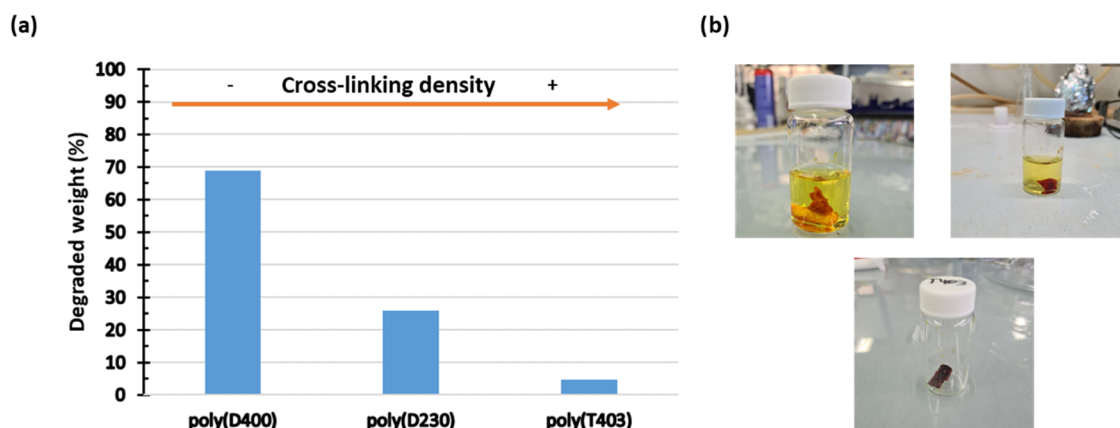 (a)
(b)
Degraded weight (%)
100
90
80
70
60
50
40
30
20
10
0
- Cross-linking density +
poly(D400) poly(D230) poly(T403)